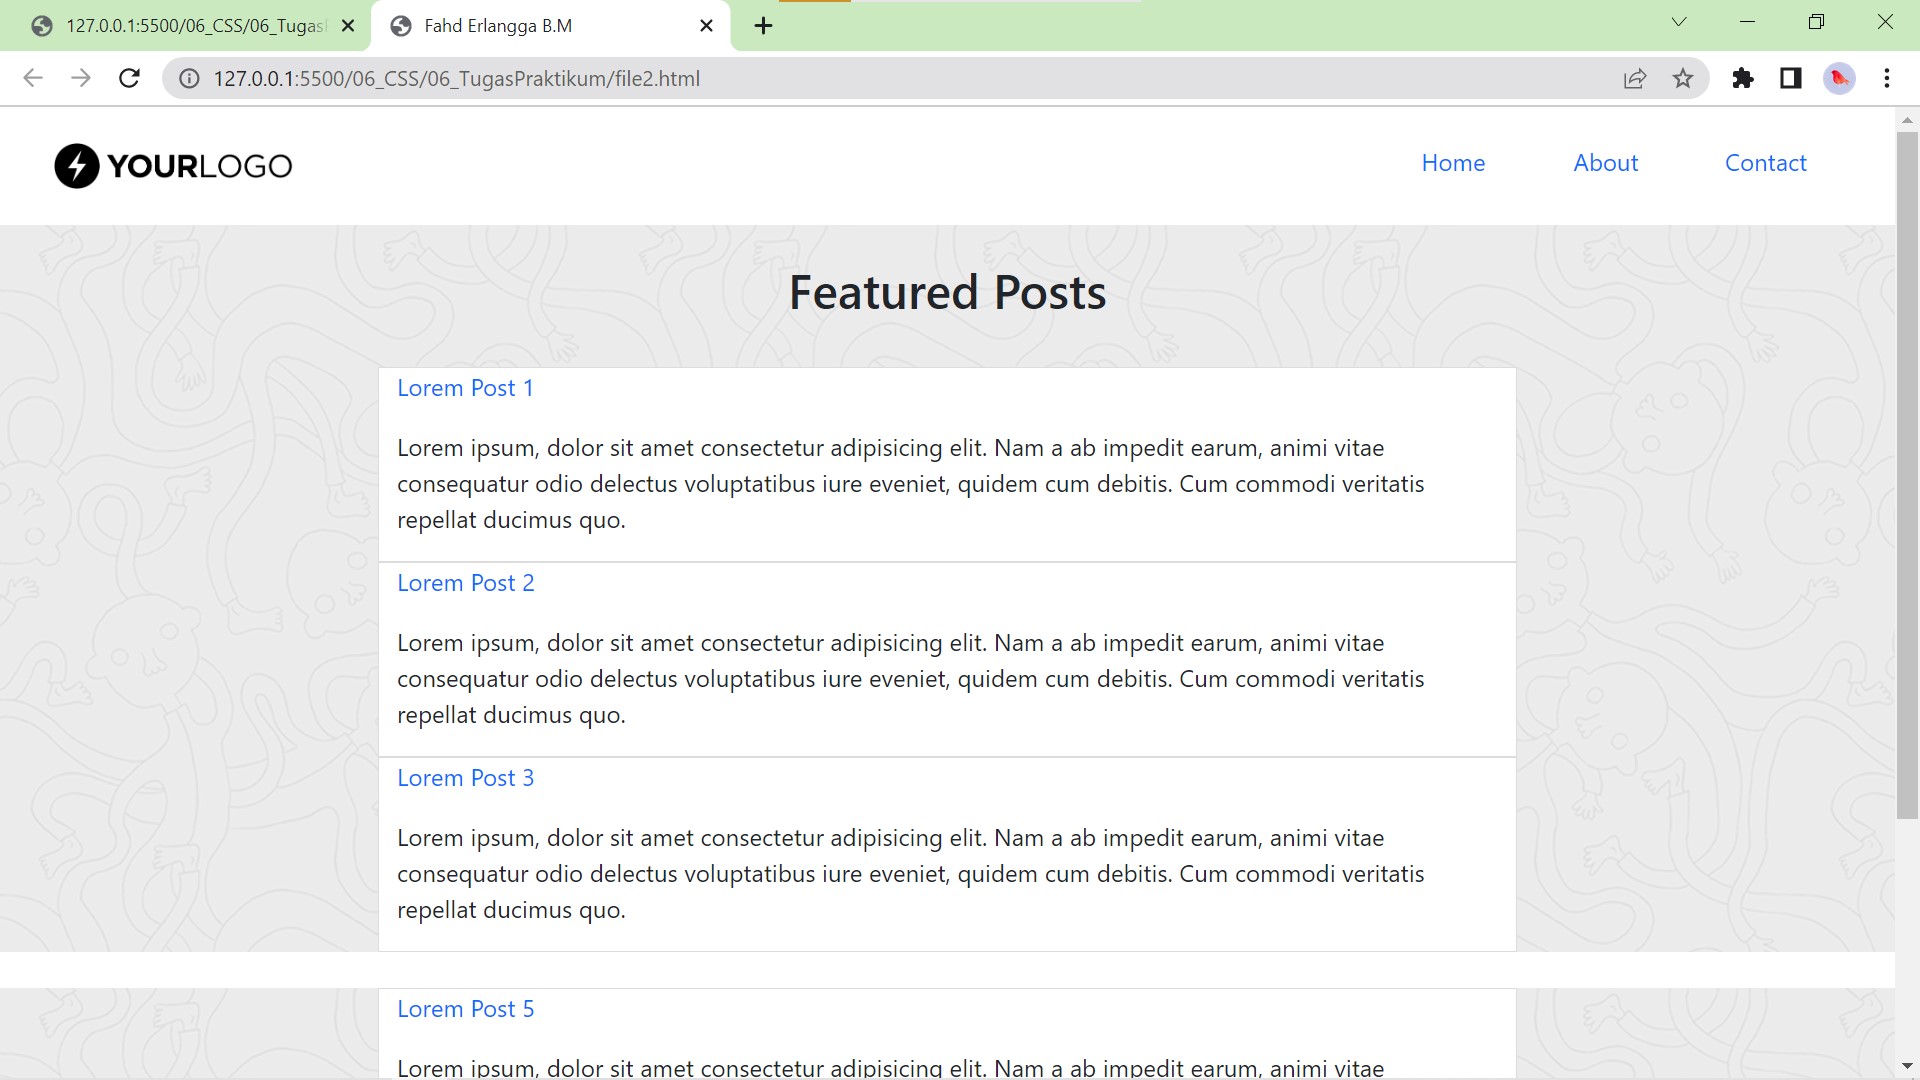 127.0.0.1:5500/06_CSS/06_Tugas
Fahd Erlangga B.M
127.0.0.1:5500/06_CSS/06_TugasPraktikum/file2.html
YOURLOGO
Home
About
Contact
Featured Posts
Lorem Post 1
Lorem ipsum, dolor sit amet consectetur adipisicing elit. Nam a ab impedit earum, animi vitae
consequatur odio delectus voluptatibus iure eveniet, quidem cum debitis. Cum commodi veritatis
repellat ducimus quo.
Lorem Post 2
Lorem ipsum, dolor sit amet consectetur adipisicing elit. Nam a ab impedit earum, animi vitae
consequatur odio delectus voluptatibus iure eveniet, quidem cum debitis. Cum commodi veritatis
repellat ducimus quo.
Lorem Post 3
Lorem ipsum, dolor sit amet consectetur adipisicing elit. Nam a ab impedit earum, animi vitae
consequatur odio delectus voluptatibus iure eveniet, quidem cum debitis. Cum commodi veritatis
repellat ducimus quo.
Lorem Post 5
Lorem ipsum, dolor sit amet consectetur adipisicing elit. Nam a ab impedit earum, animi vitae